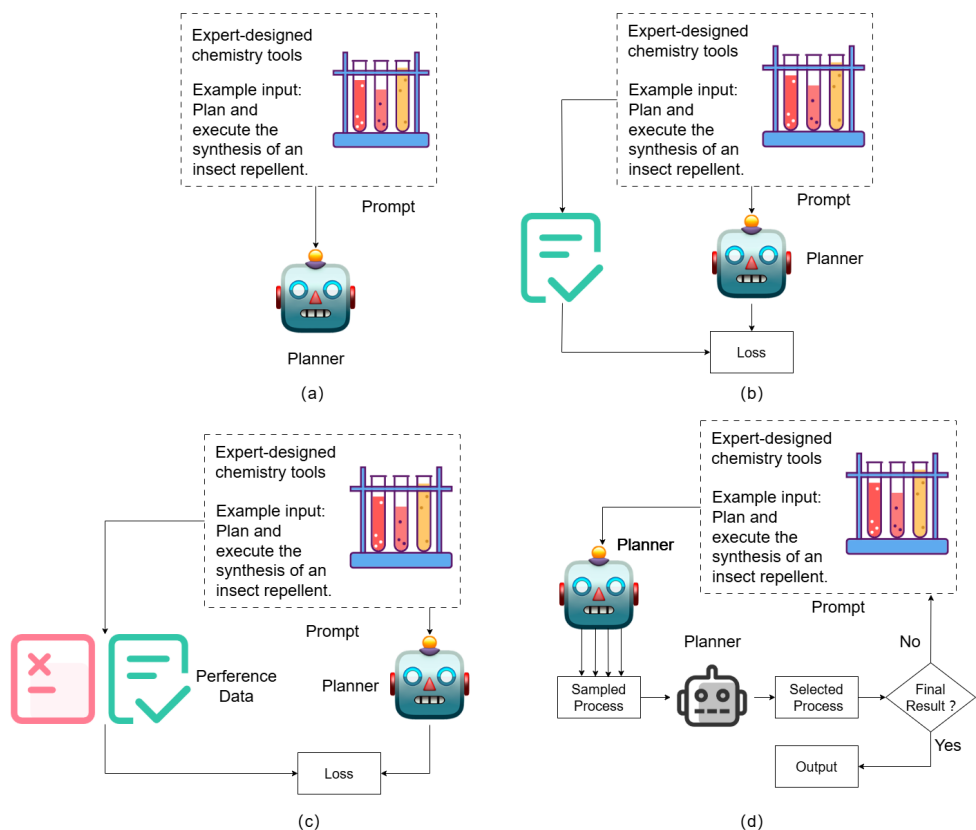 Expert-designed
chemistry tools
Example input:
Plan and
execute the
synthesis of an
insect repellent.
Prompt
Planner
(a)
Expert-designed
chemistry tools
Example input:
Plan and
execute the
synthesis of an
insect repellent.
Prompt
Planner
Loss
(b)
Expert-designed
chemistry tools
Example input:
Plan and
execute the
synthesis of an
insect repellent.
Prompt
Perference
Data
Planner
Loss
(c)
Expert-designed
chemistry tools
Example input:
Plan and
execute the
synthesis of an
insect repellent.
Prompt
Planner
Planner
Sampled
Process
Selected
Process
Final
Result ?
No
Yes
Output
(d)